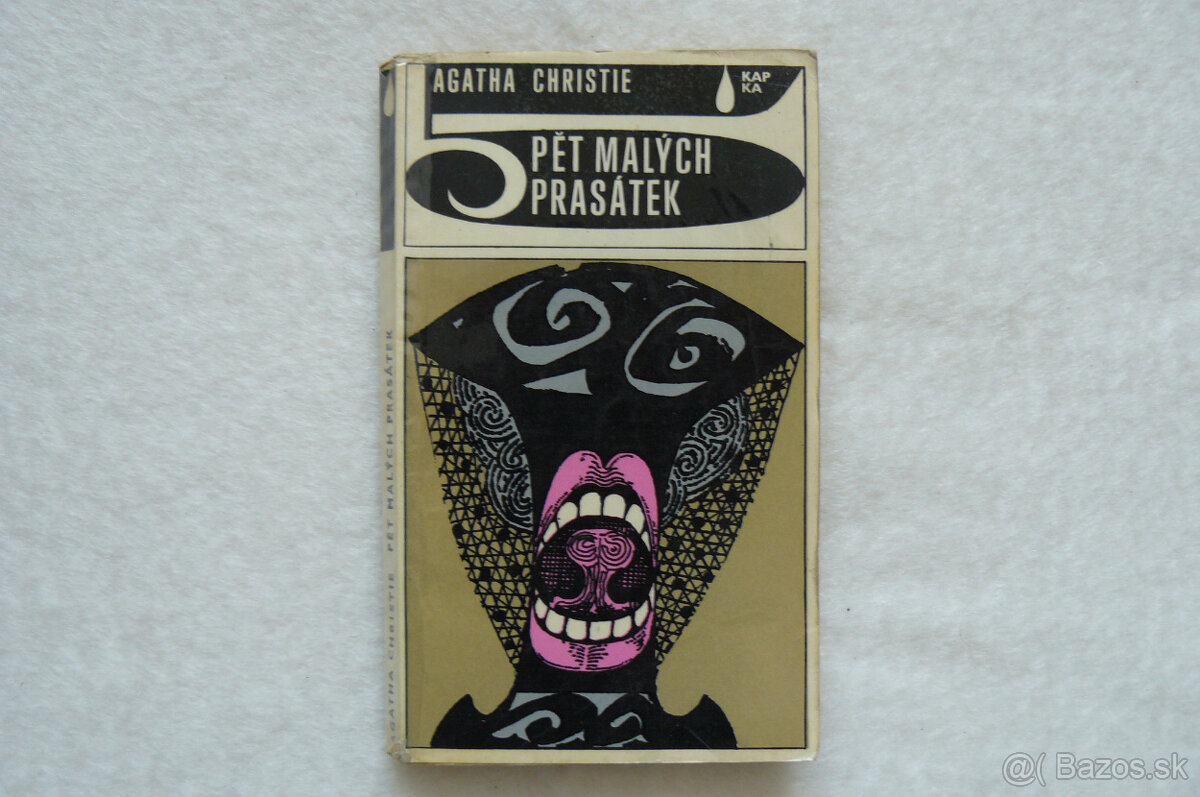 AGATHA CHRISTIE
KAP
KA
5
PĚT MALÝCH
PRASÁTEK
AGATHA CHRISTIE PĚT MALÝCH PRASÁTEK
@( Bazos.sk